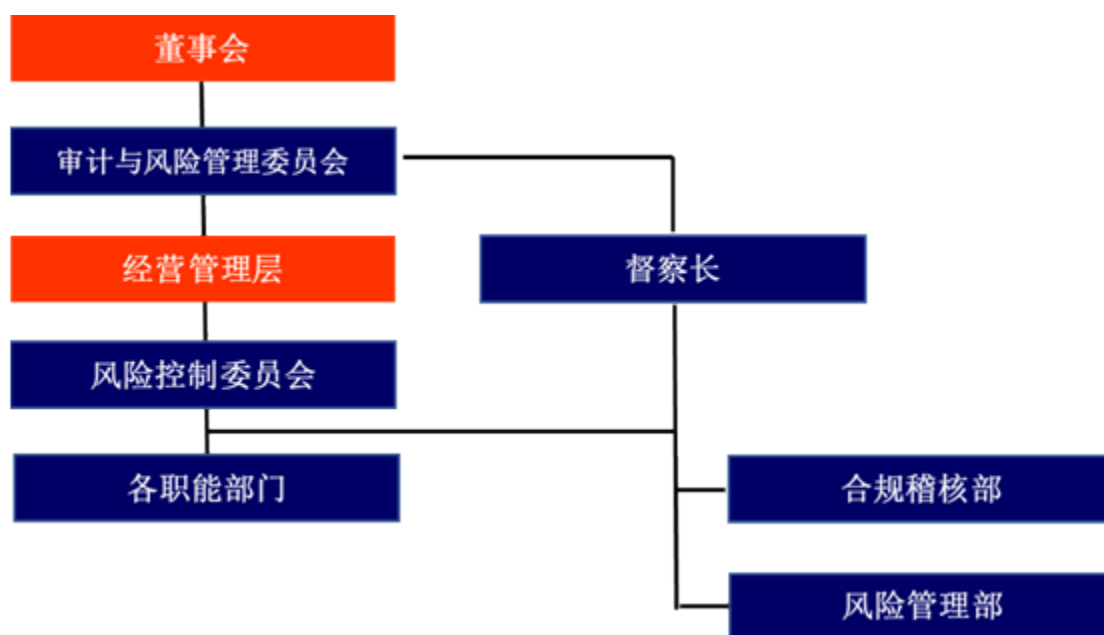 董事会
审计与风险管理委员会
经营管理层
督察长
风险控制委员会
各职能部门
合规稽核部
风险管理部